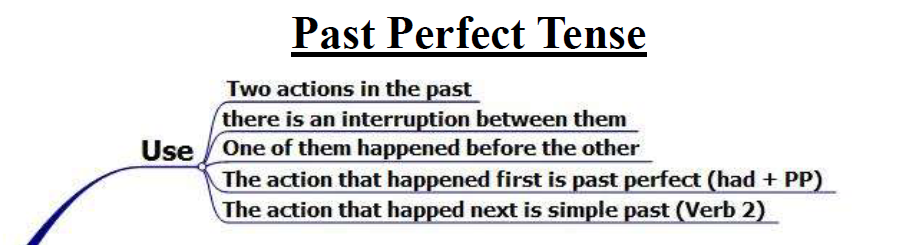 Past Perfect Tense
Two actions in the past
there is an interruption between them
Use
One of them happened before the other
The action that happened first is past perfect (had + PP)
The action that happed next is simple past (Verb 2)